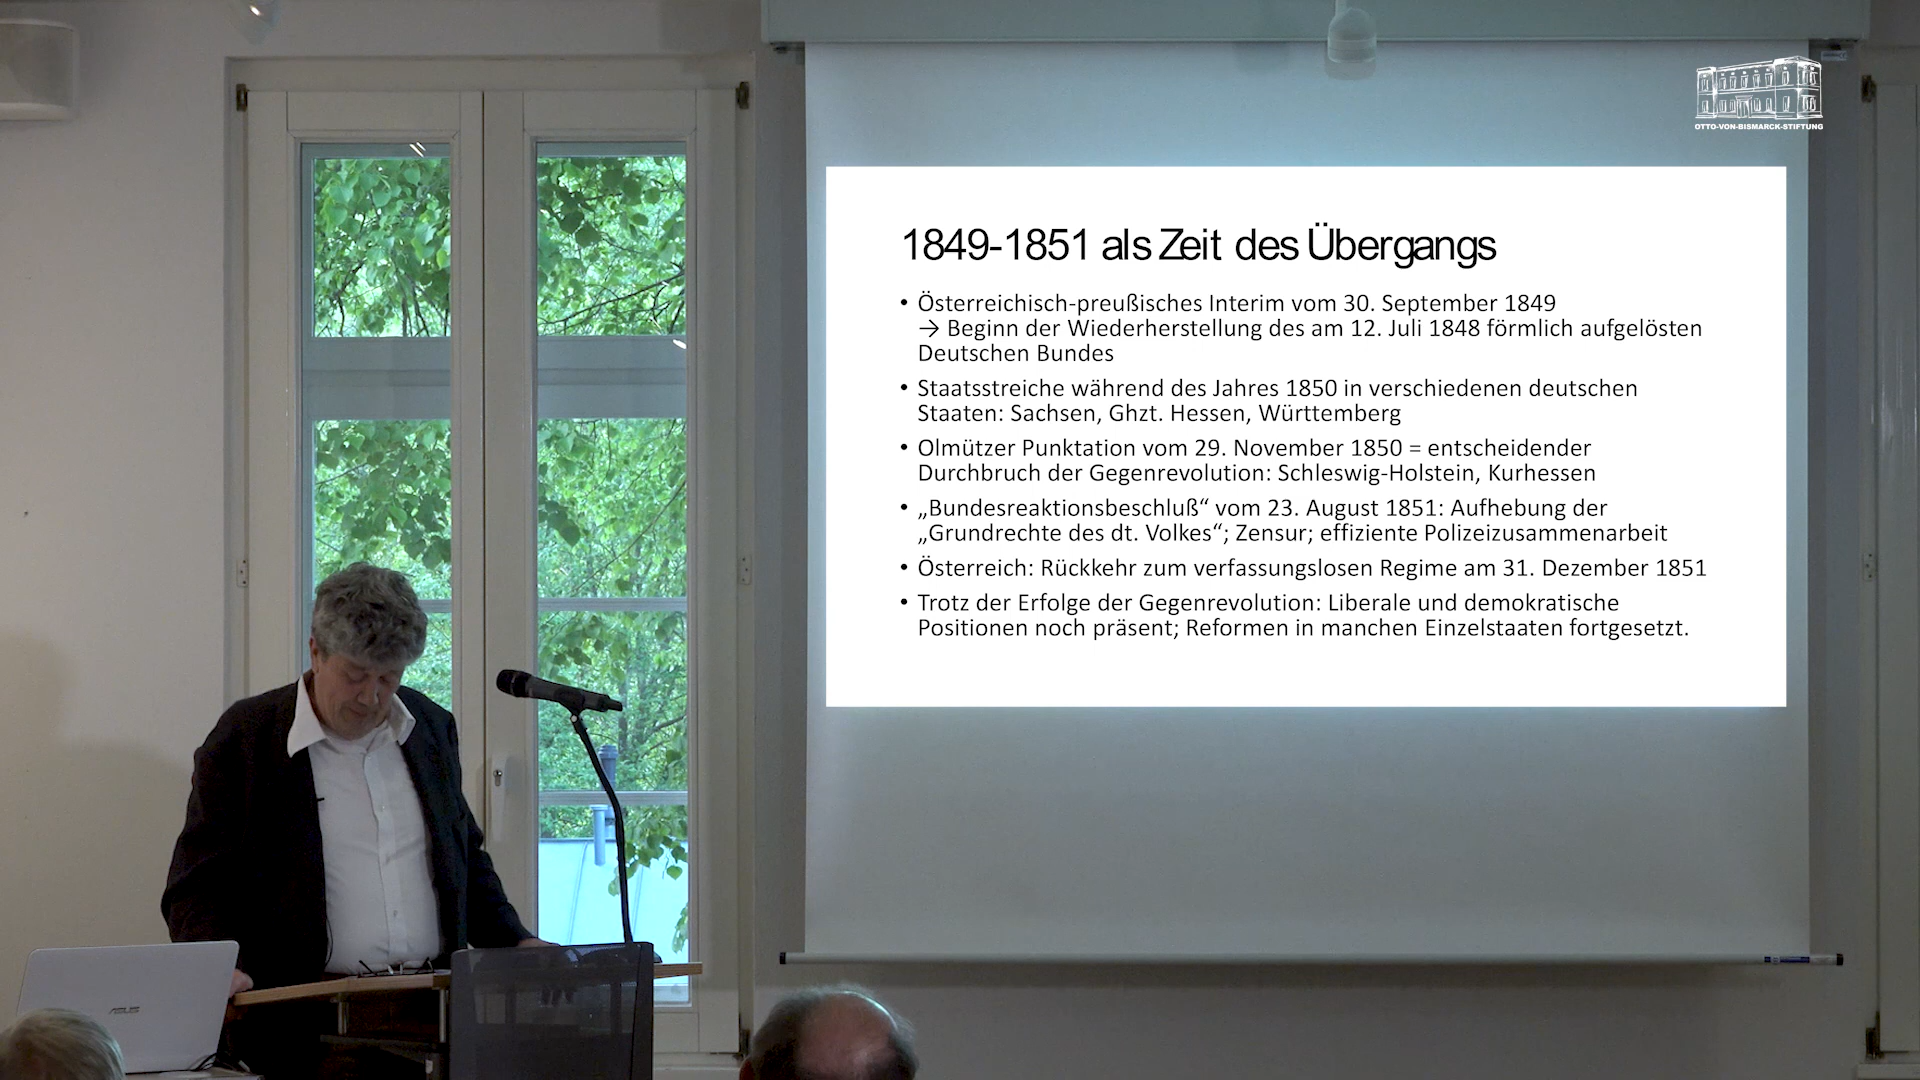 OTTO-VON-BISMARCK-STIFTUNG
1849-1851 als Zeit des Übergangs
• Österreichisch-preußisches Interim vom 30. September 1849
→ Beginn der Wiederherstellung des am 12. Juli 1848 förmlich aufgelösten
Deutschen Bundes
• Staatsstreiche während des Jahres 1850 in verschiedenen deutschen
Staaten: Sachsen, Ghzt. Hessen, Württemberg
• Olmützer Punktation vom 29. November 1850 = entscheidender
Durchbruch der Gegenrevolution: Schleswig-Holstein, Kurhessen
• „Bundesreaktionsbeschluß“ vom 23. August 1851: Aufhebung der
„Grundrechte des dt. Volkes“; Zensur; effiziente Polizeizusammenarbeit
• Österreich: Rückkehr zum verfassungslosen Regime am 31. Dezember 1851
• Trotz der Erfolge der Gegenrevolution: Liberale und demokratische
Positionen noch präsent; Reformen in manchen Einzelstaaten fortgesetzt.
ASUS